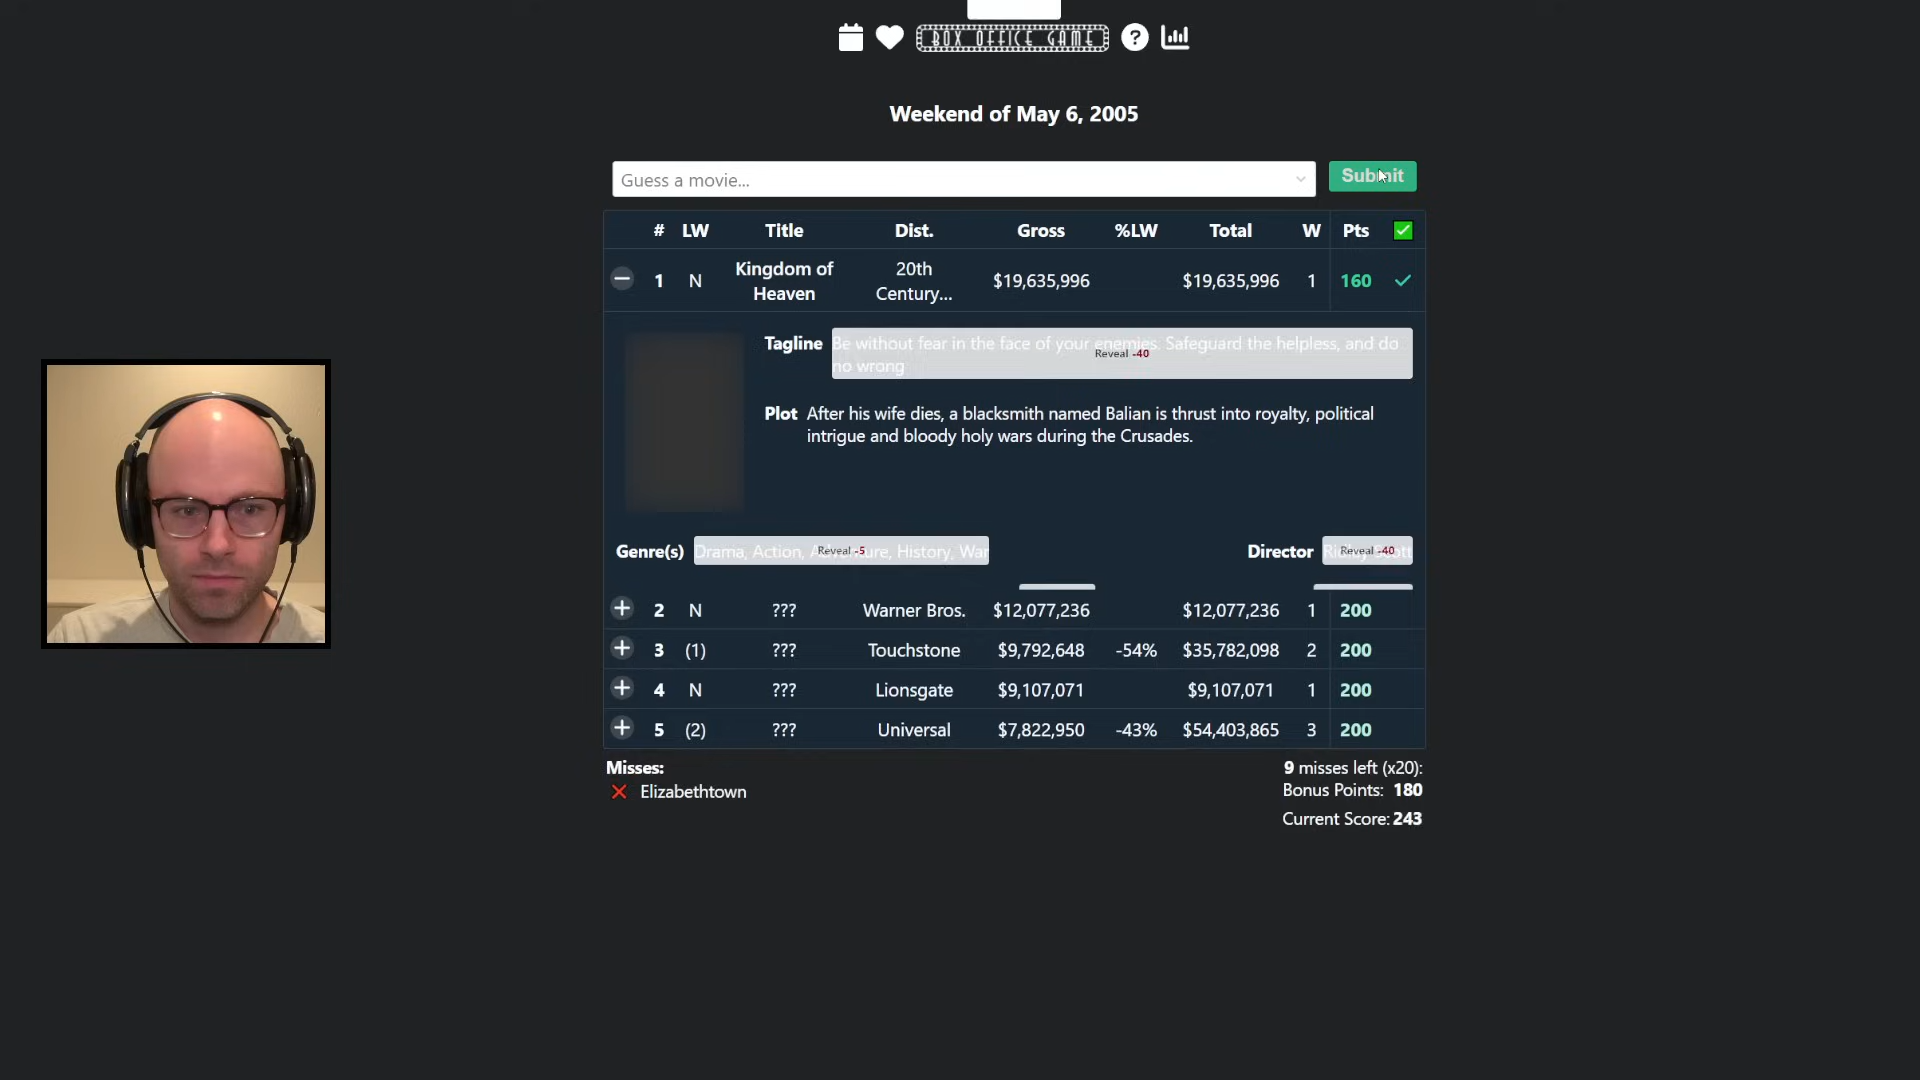 BOX OFFICE GAME ?
Weekend of May 6, 2005
Guess a movie... Submit
# LW Title Dist. Gross %LW Total W Pts
1 N Kingdom of Heaven 20th Century... $19,635,996 $19,635,996 1 160
Tagline Be without fear in the face of your enemies. Safeguard the helpless, and do
no wrong
Reveal -40
Plot After his wife dies, a blacksmith named Balian is thrust into royalty, political
intrigue and bloody holy wars during the Crusades.
Genre(s) Drama, Action, Adventure, History, War Reveal -5 Director Ridley Scott Reveal -40
2 N ??? Warner Bros. $12,077,236 $12,077,236 1 200
3 (1) ??? Touchstone $9,792,648 -54% $35,782,098 2 200
4 N ??? Lionsgate $9,107,071 $9,107,071 1 200
5 (2) ??? Universal $7,822,950 -43% $54,403,865 3 200
Misses: 9 misses left (x20):
Elizabethtown Bonus Points: 180
Current Score: 243